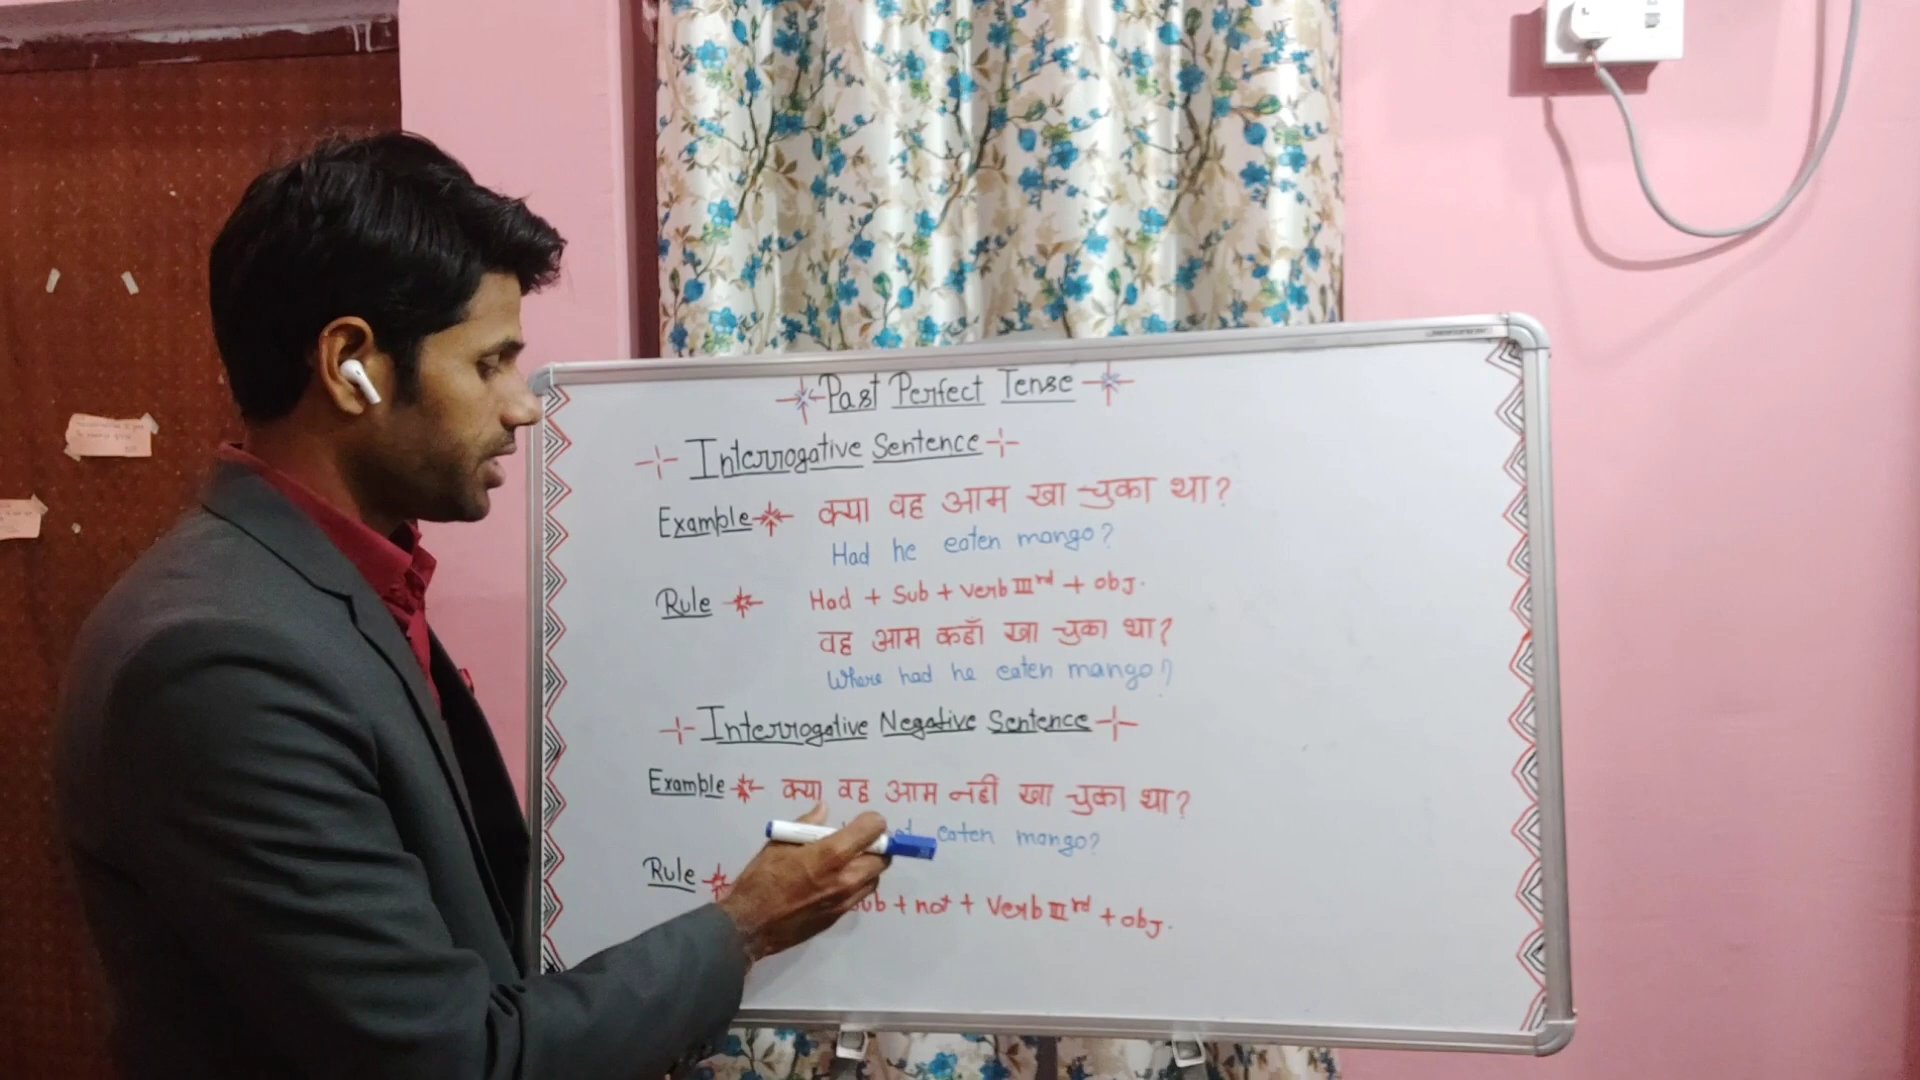 Past Perfect Tense
Interrogative Sentence
Example क्या वह आम खा चुका था?
Had he eaten mango?
Rule Had + Sub + Verb IIIrd + obj.
वह आम कहाँ खा चुका था?
Where had he eaten mango?
Interrogative Negative Sentence
Example क्या वह आम नहीं खा चुका था?
eaten mango?
Rule
+ not + Verb IIIrd + obj.